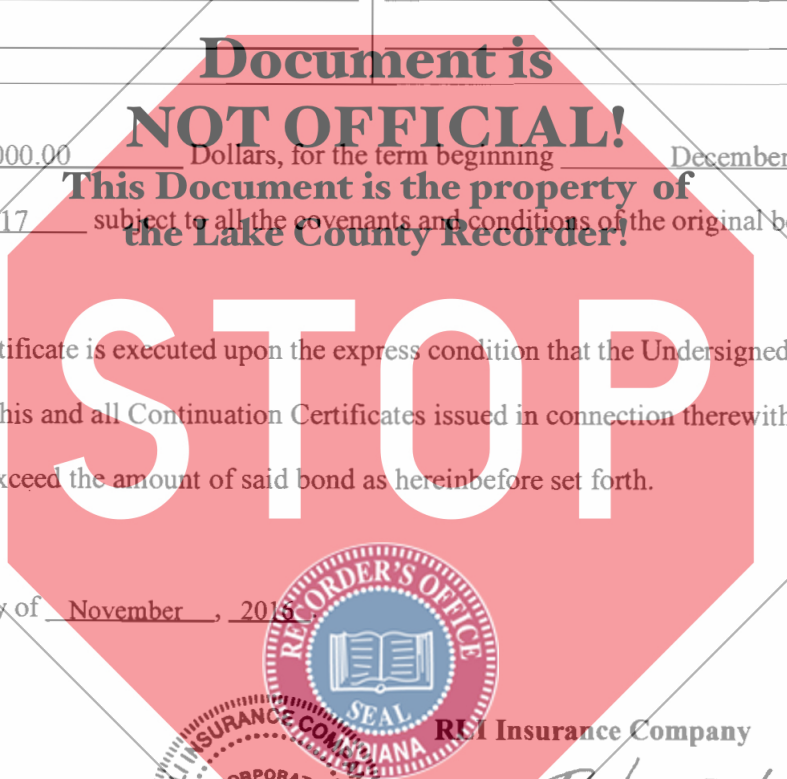 Document is
NOT OFFICIAL!
000.00 Dollars, for the term beginning December
This Document is the property of
17 subject to all the covenants and conditions of the original
the Lake County Recorder!
STOP
tificate is executed upon the express condition that the Undersigned
his and all Continuation Certificates issued in connection therewith
xceed the amount of said bond as hereinbefore set forth.
y of November , 2016 .
RECORDER'S OFFICE
SEAL
INDIANA
INSURANCE COMPANY
RLI Insurance Company